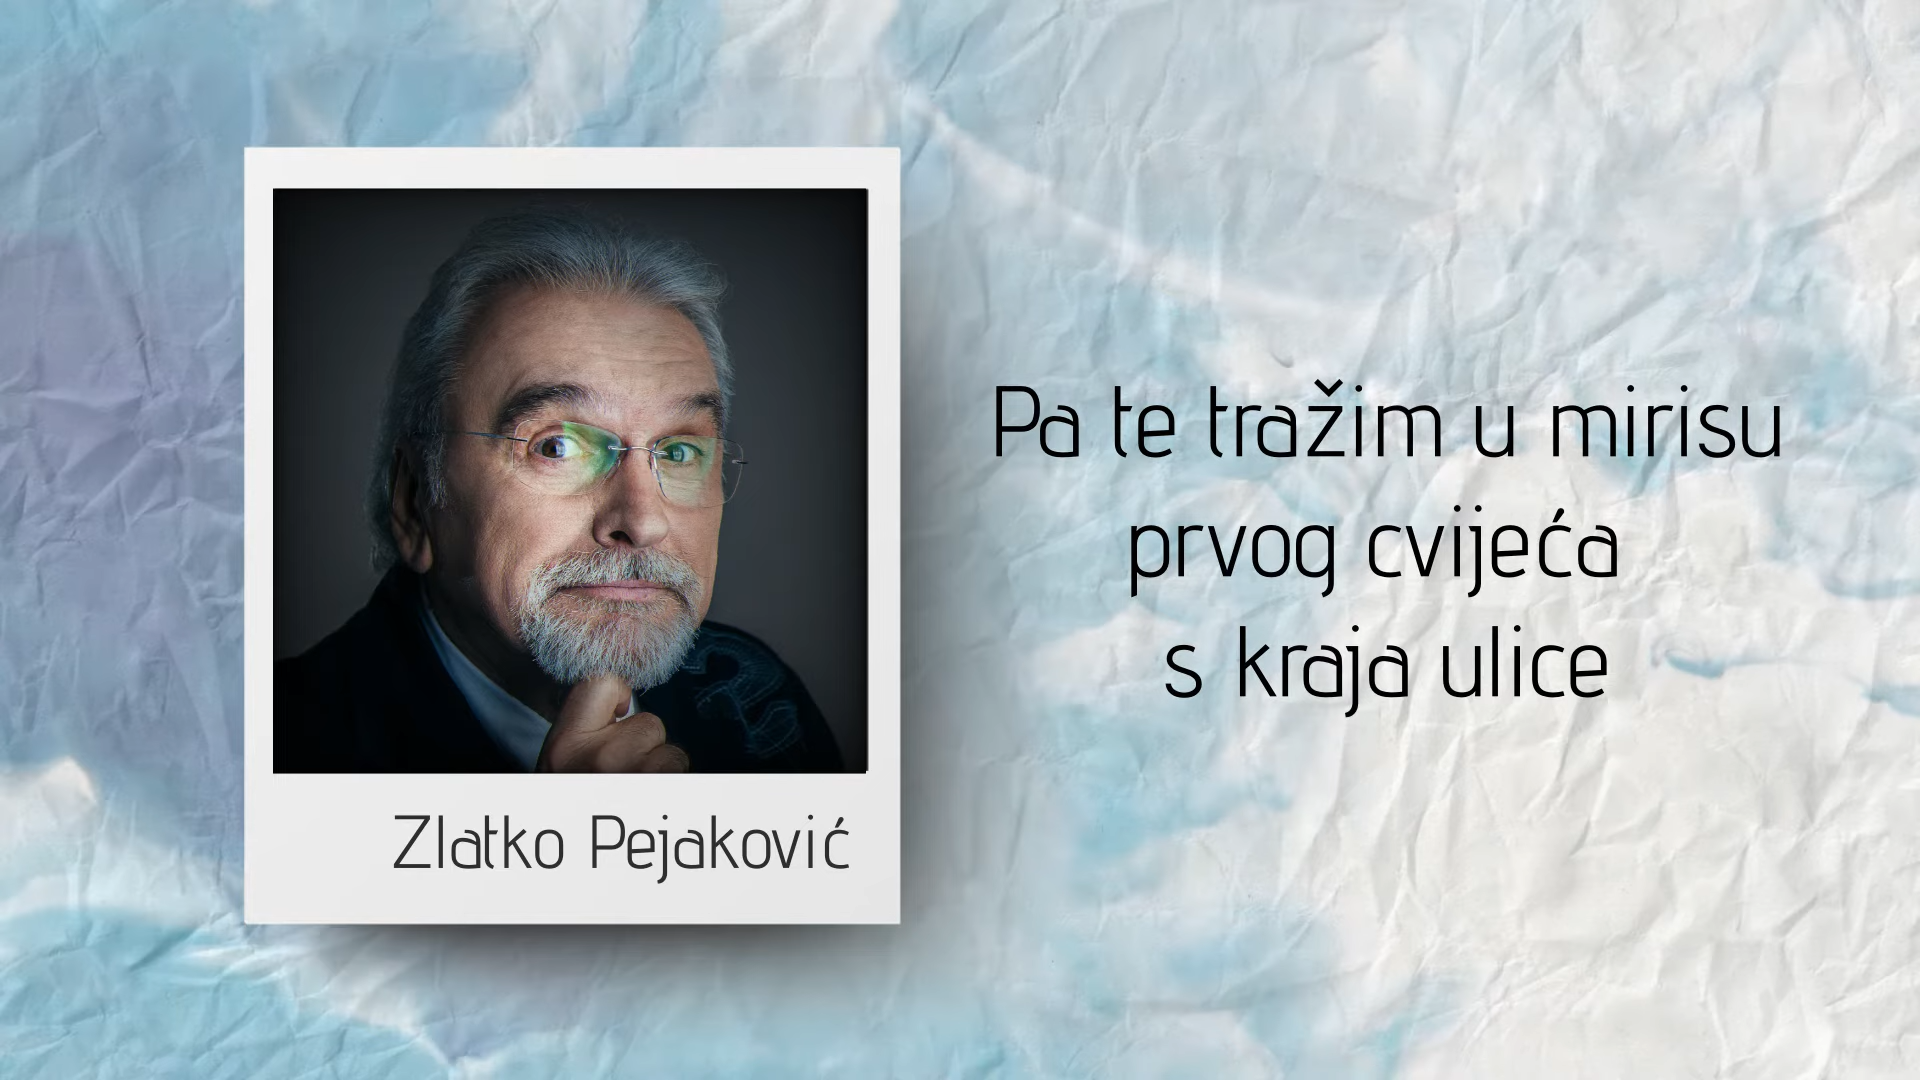 Pa te tražim u mirisu
prvog cvijeća
s kraja ulice
Zlatko Pejaković